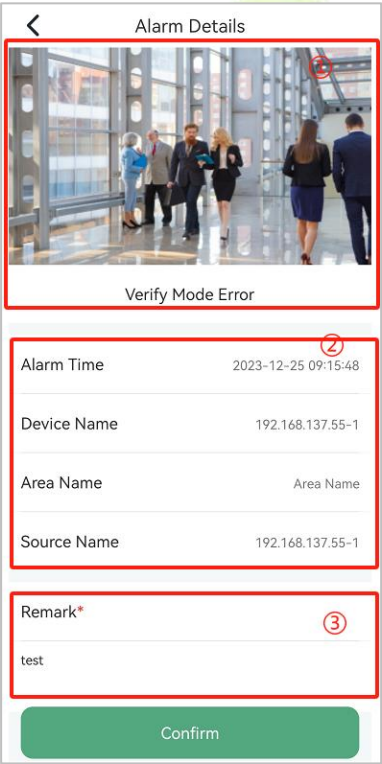 Alarm Details
①
Verify Mode Error
②
Alarm Time 2023-12-25 09:15:48
Device Name 192.168.137.55-1
Area Name Area Name
Source Name 192.168.137.55-1
Remark*
③
test
Confirm